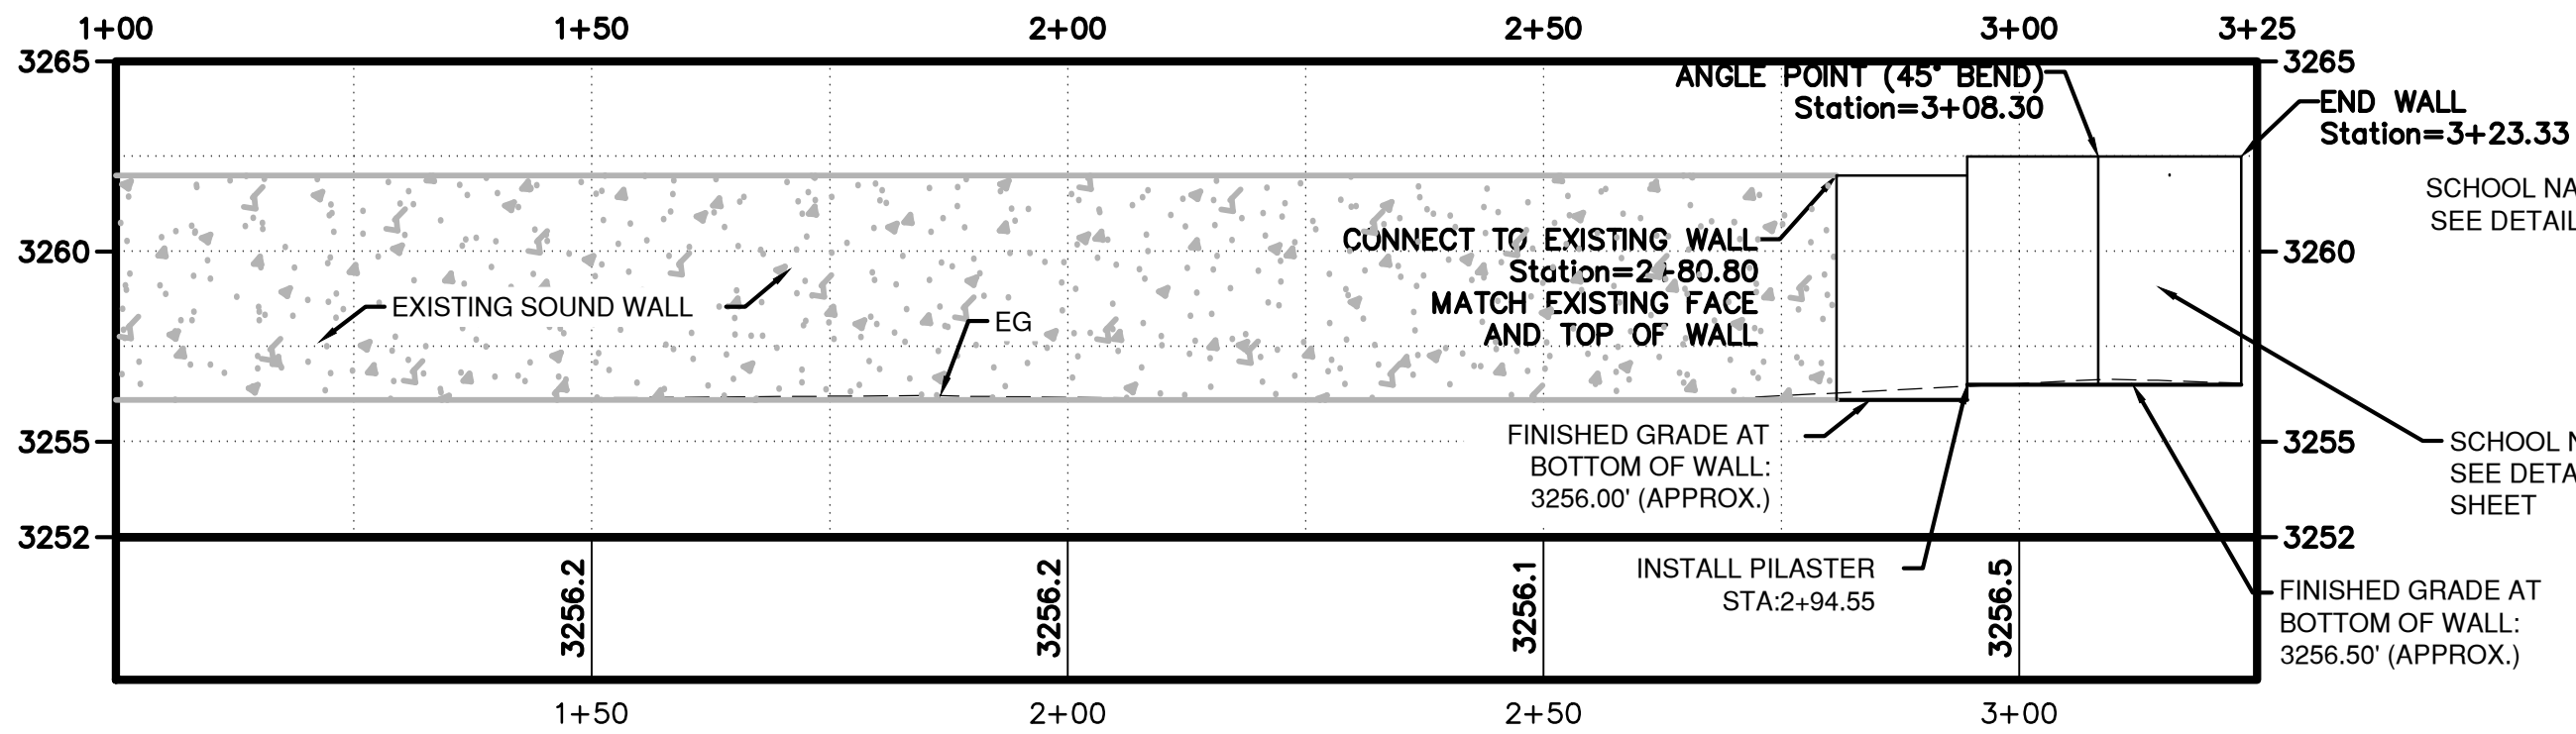 1+00 1+50 2+00 2+50 3+00 3+25
3265
3265
ANGLE POINT (45° BEND)
Station=3+08.30
END WALL
Station=3+23.33
SCHOOL NA
SEE DETAIL
3260
3260
CONNECT TO EXISTING WALL
Station=2+80.80
MATCH EXISTING FACE
AND TOP OF WALL
EXISTING SOUND WALL
EG
3255
3255
FINISHED GRADE AT
BOTTOM OF WALL:
3256.00' (APPROX.)
SCHOOL N
SEE DETA
SHEET
3252
3252
3256.2
3256.2
3256.1
3256.5
INSTALL PILASTER
STA:2+94.55
FINISHED GRADE AT
BOTTOM OF WALL:
3256.50' (APPROX.)
1+50 2+00 2+50 3+00